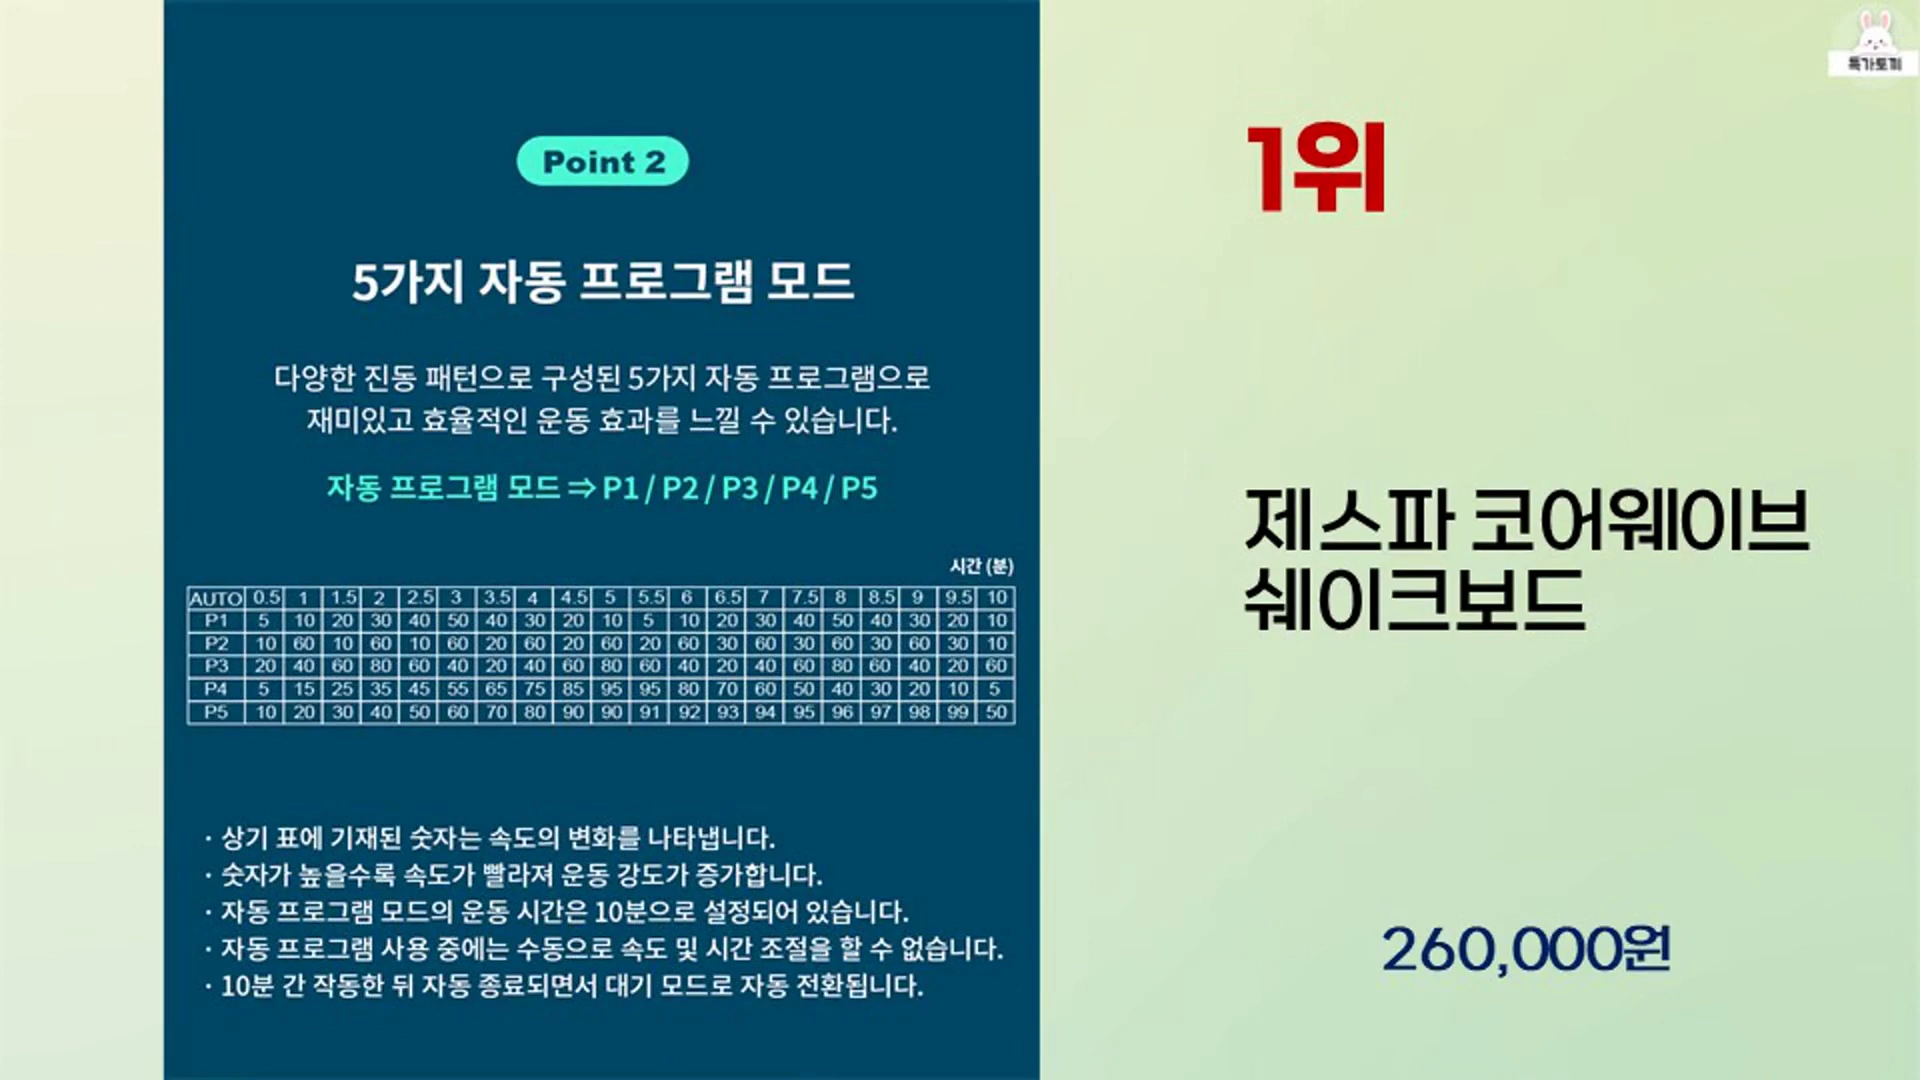 Point 2
5가지 자동 프로그램 모드
다양한 진동 패턴으로 구성된 5가지 자동 프로그램으로
재미있고 효율적인 운동 효과를 느낄 수 있습니다.
자동 프로그램 모드 ⇒ P1 / P2 / P3 / P4 / P5
시간 (분)
AUTO 0.5 1 1.5 2 2.5 3 3.5 4 4.5 5 5.5 6 6.5 7 7.5 8 8.5 9 9.5 10
P1 5 10 20 30 40 50 40 30 20 10 5 10 20 30 40 50 40 30 20 10
P2 10 60 10 60 10 60 20 60 20 60 20 60 30 60 30 60 30 60 30 10
P3 20 40 60 80 60 40 20 40 60 80 60 40 20 40 60 80 60 40 20 60
P4 5 15 25 35 45 55 65 75 85 95 95 80 70 60 50 40 30 20 10 5
P5 10 20 30 40 50 60 70 80 90 90 91 92 93 94 95 96 97 98 99 50
· 상기 표에 기재된 숫자는 속도의 변화를 나타냅니다.
· 숫자가 높을수록 속도가 빨라져 운동 강도가 증가합니다.
· 자동 프로그램 모드의 운동 시간은 10분으로 설정되어 있습니다.
· 자동 프로그램 사용 중에는 수동으로 속도 및 시간 조절을 할 수 없습니다.
· 10분 간 작동한 뒤 자동 종료되면서 대기 모드로 자동 전환됩니다.
특가토끼
1위
제스파 코어웨이브
쉐이크보드
260,000원